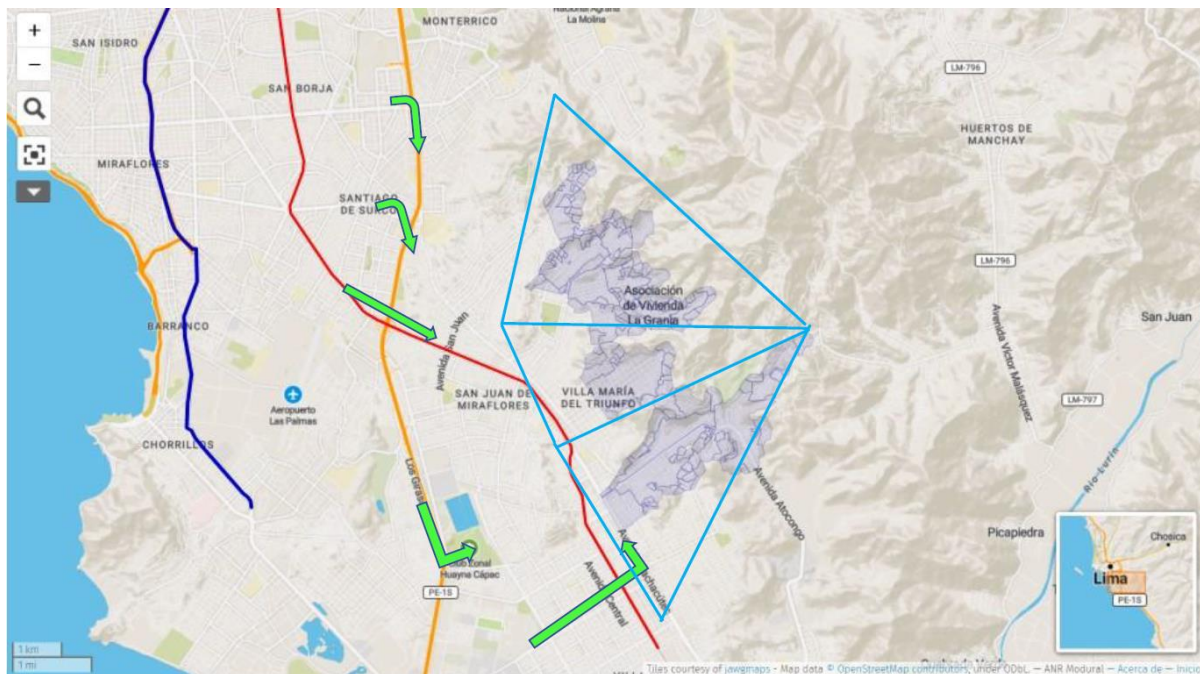 +
−
SAN ISIDRO
MONTERRICO
La Molina
LM-796
SAN BORJA
HUERTOS DE
MANCHAY
MIRAFLORES
SANTIAGO
DE SURCO
LM-796
Asociación
de Vivienda
La Granja
BARRANCO
Avenida San Juan
Avenida Víctor Malásquez
San Juan
Aeropuerto
Las Palmas
SAN JUAN DE
MIRAFLORES
VILLA MARÍA
DEL TRIUNFO
LM-797
CHORRILLOS
Río Lurín
Avenida Atocongo
Picapiedra
Huayna Cápac
PE-1S
Avenida Central
Chosica
Lima
PE-1S
1 km
1 mi
Tiles courtesy of jawgmaps - Map data © OpenStreetMap contributors, under ODbL. — ANR Modural — Acerca de — Inicio